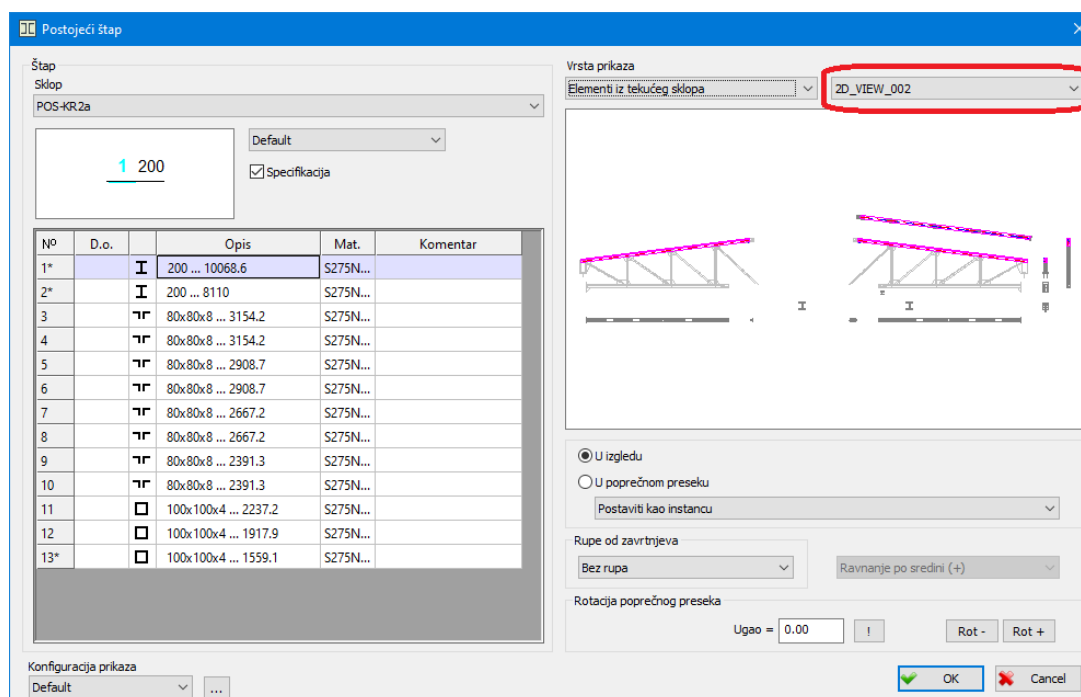 Postojeći štap
Štap
Sklop
POS-KR2a
1 200
Default
Specifikacija
Nº D.o. Opis Mat. Komentar
1* 200 ... 10068.6 S275N...
2* 200 ... 8110 S275N...
3 80x80x8 ... 3154.2 S275N...
4 80x80x8 ... 3154.2 S275N...
5 80x80x8 ... 2908.7 S275N...
6 80x80x8 ... 2908.7 S275N...
7 80x80x8 ... 2667.2 S275N...
8 80x80x8 ... 2667.2 S275N...
9 80x80x8 ... 2391.3 S275N...
10 80x80x8 ... 2391.3 S275N...
11 100x100x4 ... 2237.2 S275N...
12 100x100x4 ... 1917.9 S275N...
13* 100x100x4 ... 1559.1 S275N...
Konfiguracija prikaza
Default ...
Vrsta prikaza
Elementi iz tekućeg sklopa 2D_VIEW_002
U izgledu
U poprečnom preseku
Postaviti kao instancu
Rupe od zavrtnjeva
Bez rupa Ravnanje po sredini (+)
Rotacija poprečnog preseka
Ugao = 0.00 ! Rot - Rot +
OK Cancel